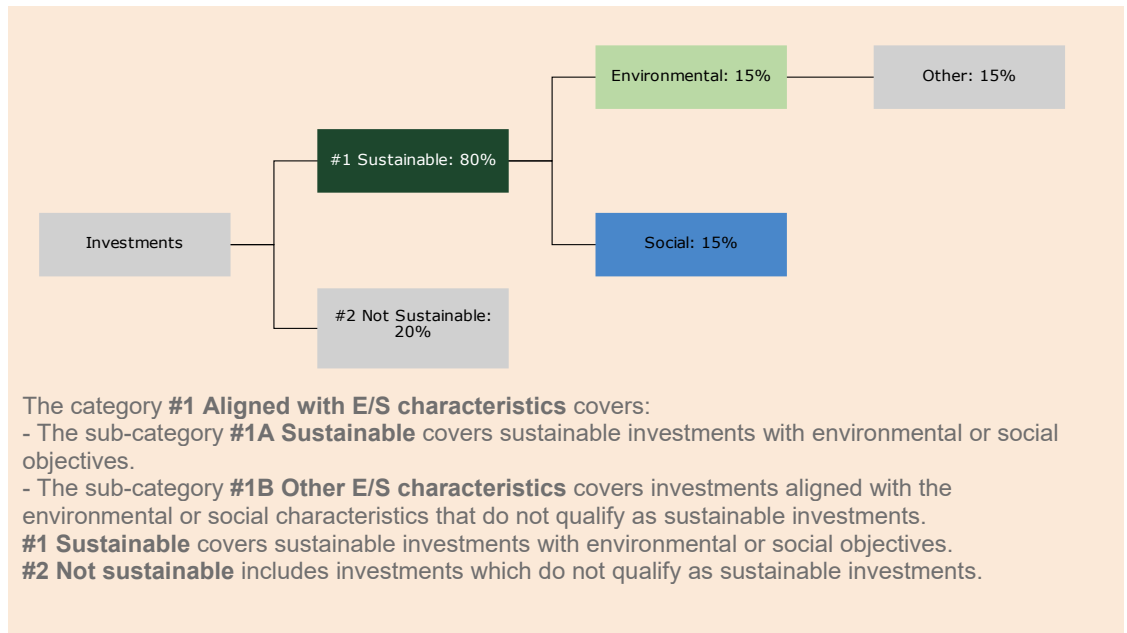 Environmental: 15%
Other: 15%
#1 Sustainable: 80%
Investments
Social: 15%
#2 Not Sustainable:
20%
The category #1 Aligned with E/S characteristics covers:
- The sub-category #1A Sustainable covers sustainable investments with environmental or social
objectives.
- The sub-category #1B Other E/S characteristics covers investments aligned with the
environmental or social characteristics that do not qualify as sustainable investments.
#1 Sustainable covers sustainable investments with environmental or social objectives.
#2 Not sustainable includes investments which do not qualify as sustainable investments.